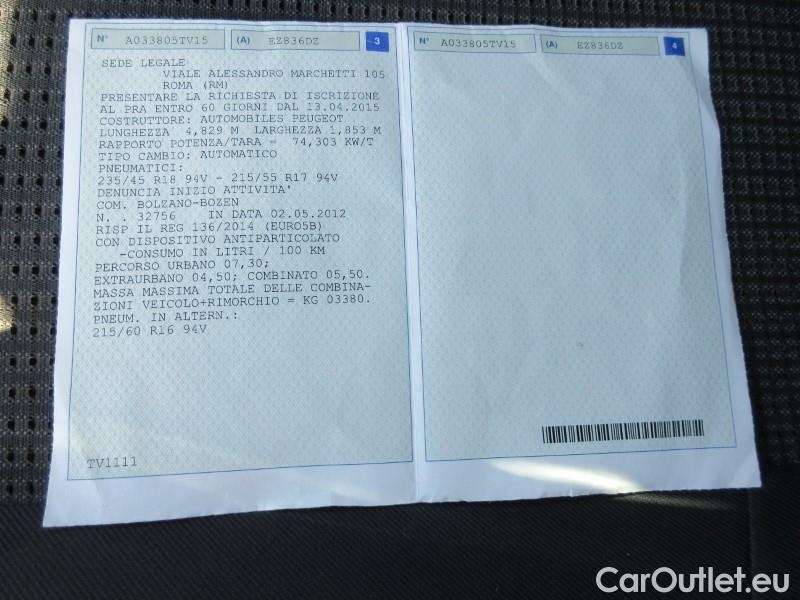 N° A033805TV15 (A) EZ836DZ 3
SEDE LEGALE
VIALE ALESSANDRO MARCHETTI 105
ROMA (RM)
PRESENTARE LA RICHIESTA DI ISCRIZIONE
AL PRA ENTRO 60 GIORNI DAL 13.04.2015
COSTRUTTORE: AUTOMOBILES PEUGEOT
LUNGHEZZA 4,829 M LARGHEZZA 1,853 M
RAPPORTO POTENZA/TARA = 74,303 KW/T
TIPO CAMBIO: AUTOMATICO
PNEUMATICI:
235/45 R18 94V - 215/55 R17 94V
DENUNCIA INIZIO ATTIVITA'
COM. BOLZANO-BOZEN
N. . 32756 IN DATA 02.05.2012
RISP IL REG 136/2014 (EURO5B)
CON DISPOSITIVO ANTIPARTICOLATO
-CONSUMO IN LITRI / 100 KM
PERCORSO URBANO 07,30;
EXTRAURBANO 04,50; COMBINATO 05,50.
MASSA MASSIMA TOTALE DELLE COMBINA-
ZIONI VEICOLO+RIMORCHIO = KG 03380.
PNEUM. IN ALTERN.:
215/60 R16 94V
TV1111
N° A033805TV15 (A) EZ836DZ 4
CarOutlet.eu